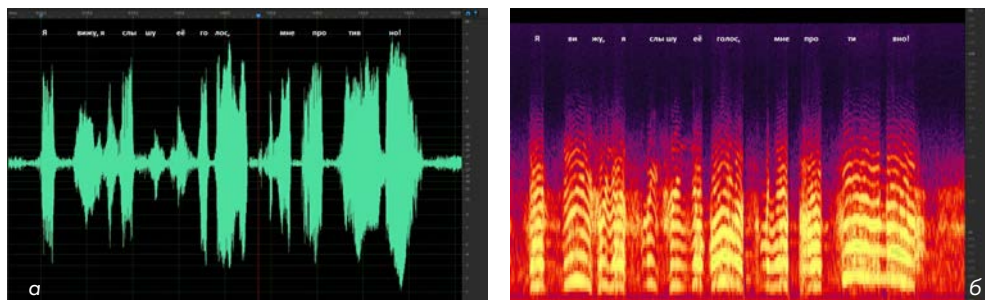 Я вижу, я слы шу её го лос, мне про тив но!
а
Я ви жу, я слы шу её голос, мне про ти вно!
б